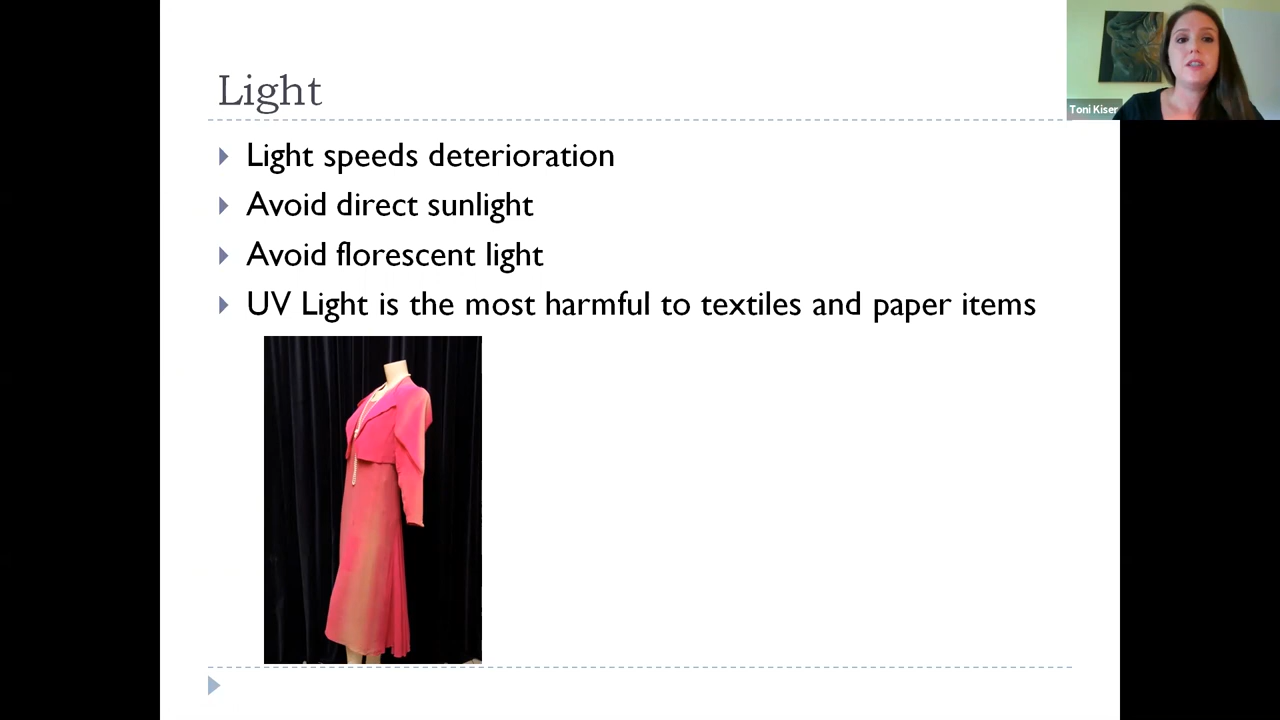 Light
Light speeds deterioration
Avoid direct sunlight
Avoid florescent light
UV Light is the most harmful to textiles and paper items
Toni Kiser